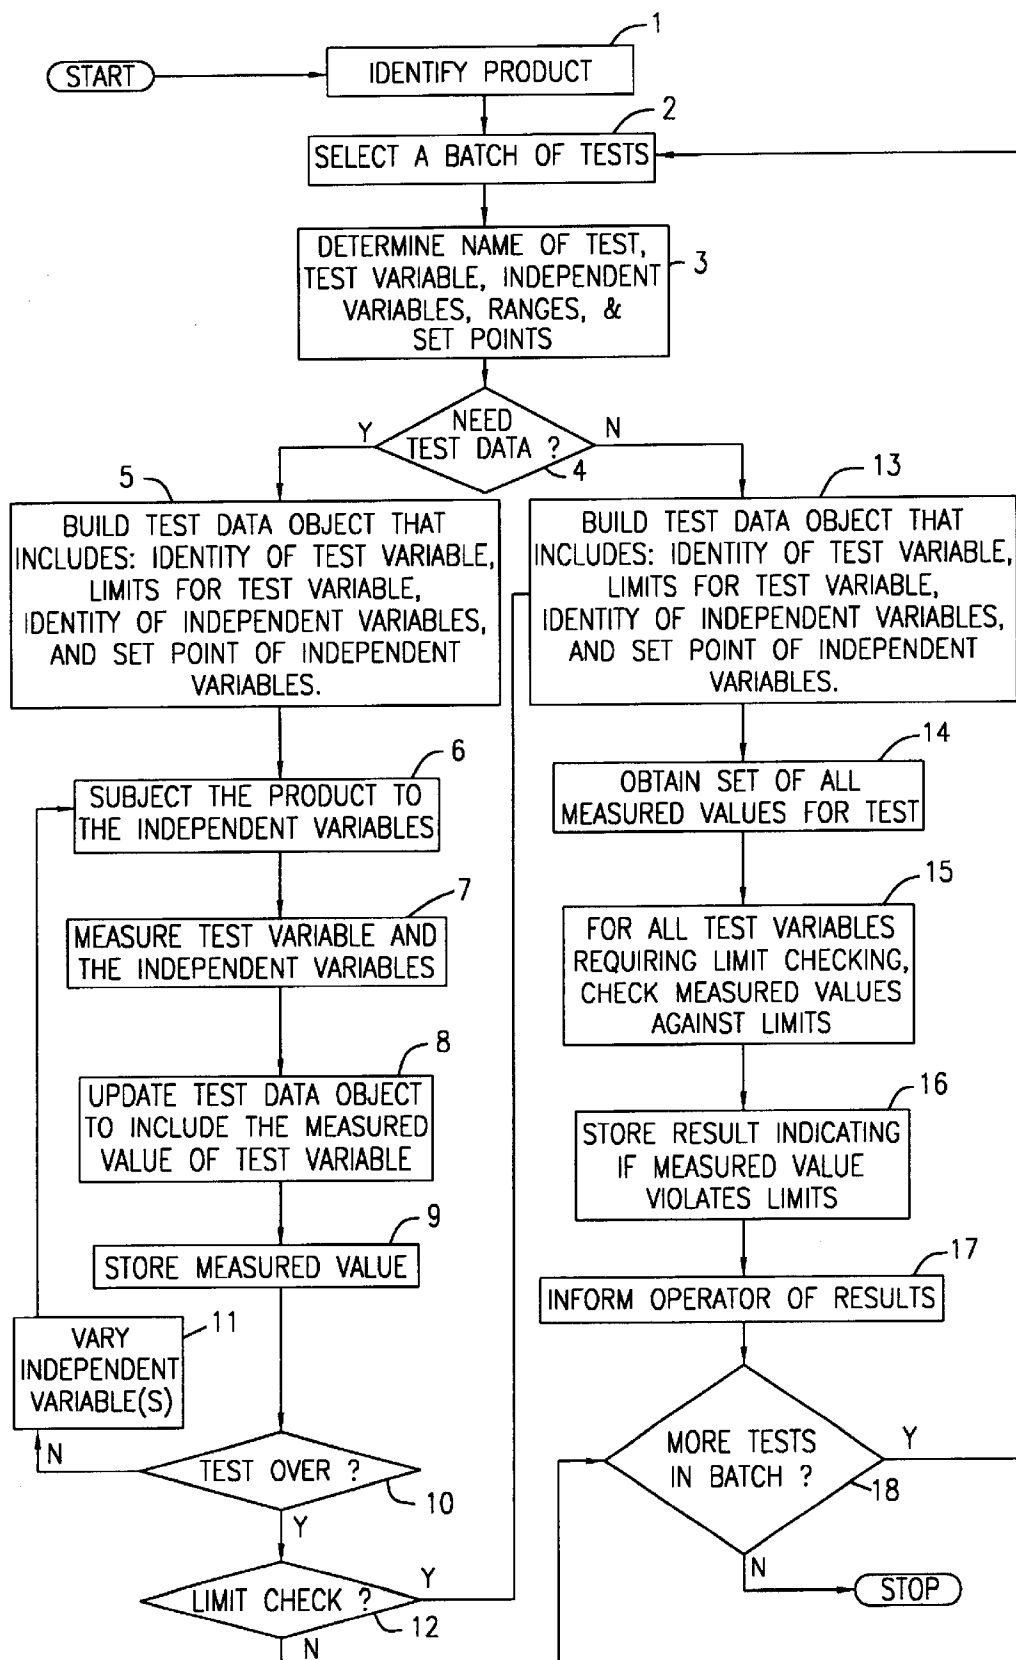 1
START
IDENTIFY PRODUCT
2
SELECT A BATCH OF TESTS
DETERMINE NAME OF TEST,
TEST VARIABLE, INDEPENDENT
VARIABLES, RANGES, &
SET POINTS
3
NEED
TEST DATA ?
Y
N
4
5
BUILD TEST DATA OBJECT THAT
INCLUDES: IDENTITY OF TEST VARIABLE,
LIMITS FOR TEST VARIABLE,
IDENTITY OF INDEPENDENT VARIABLES,
AND SET POINT OF INDEPENDENT
VARIABLES.
6
SUBJECT THE PRODUCT TO
THE INDEPENDENT VARIABLES
7
MEASURE TEST VARIABLE AND
THE INDEPENDENT VARIABLES
8
UPDATE TEST DATA OBJECT
TO INCLUDE THE MEASURED
VALUE OF TEST VARIABLE
9
STORE MEASURED VALUE
11
VARY
INDEPENDENT
VARIABLE(S)
N
TEST OVER ?
10
Y
LIMIT CHECK ?
Y
12
N
13
BUILD TEST DATA OBJECT THAT
INCLUDES: IDENTITY OF TEST VARIABLE,
LIMITS FOR TEST VARIABLE,
IDENTITY OF INDEPENDENT VARIABLES,
AND SET POINT OF INDEPENDENT
VARIABLES.
14
OBTAIN SET OF ALL
MEASURED VALUES FOR TEST
15
FOR ALL TEST VARIABLES
REQUIRING LIMIT CHECKING,
CHECK MEASURED VALUES
AGAINST LIMITS
16
STORE RESULT INDICATING
IF MEASURED VALUE
VIOLATES LIMITS
17
INFORM OPERATOR OF RESULTS
MORE TESTS
IN BATCH ?
Y
18
N
STOP